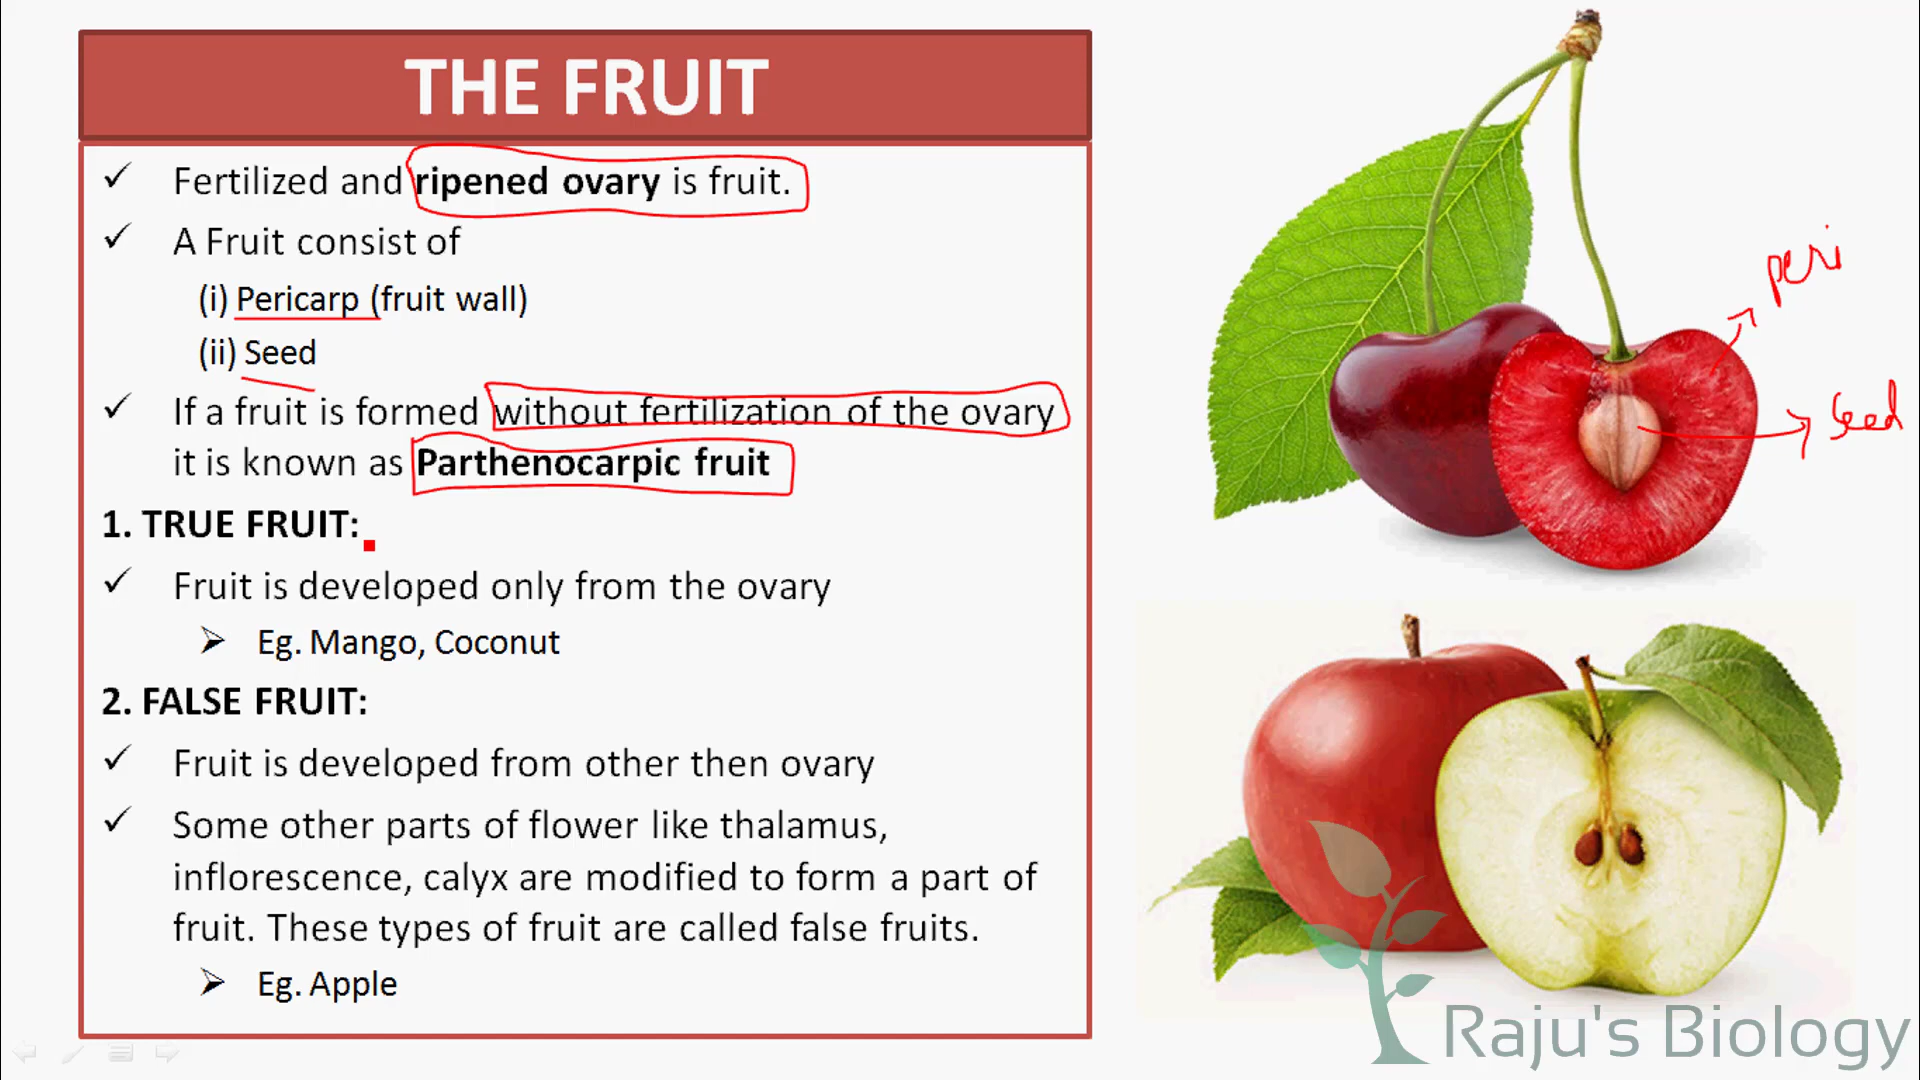 THE FRUIT
Fertilized and ripened ovary is fruit.
A Fruit consist of
(i) Pericarp (fruit wall)
(ii) Seed
If a fruit is formed without fertilization of the ovary
it is known as Parthenocarpic fruit
1. TRUE FRUIT:
Fruit is developed only from the ovary
Eg. Mango, Coconut
2. FALSE FRUIT:
Fruit is developed from other then ovary
Some other parts of flower like thalamus,
inflorescence, calyx are modified to form a part of
fruit. These types of fruit are called false fruits.
Eg. Apple
peri
seed
Raju's Biology